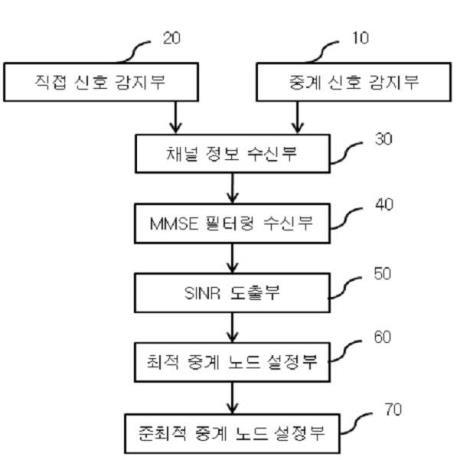 20
10
직접 신호 감지부
중계 신호 감지부
30
채널 정보 수신부
40
MMSE 필터링 수신부
50
SINR 도출부
60
최적 중계 노드 설정부
70
준최적 중계 노드 설정부